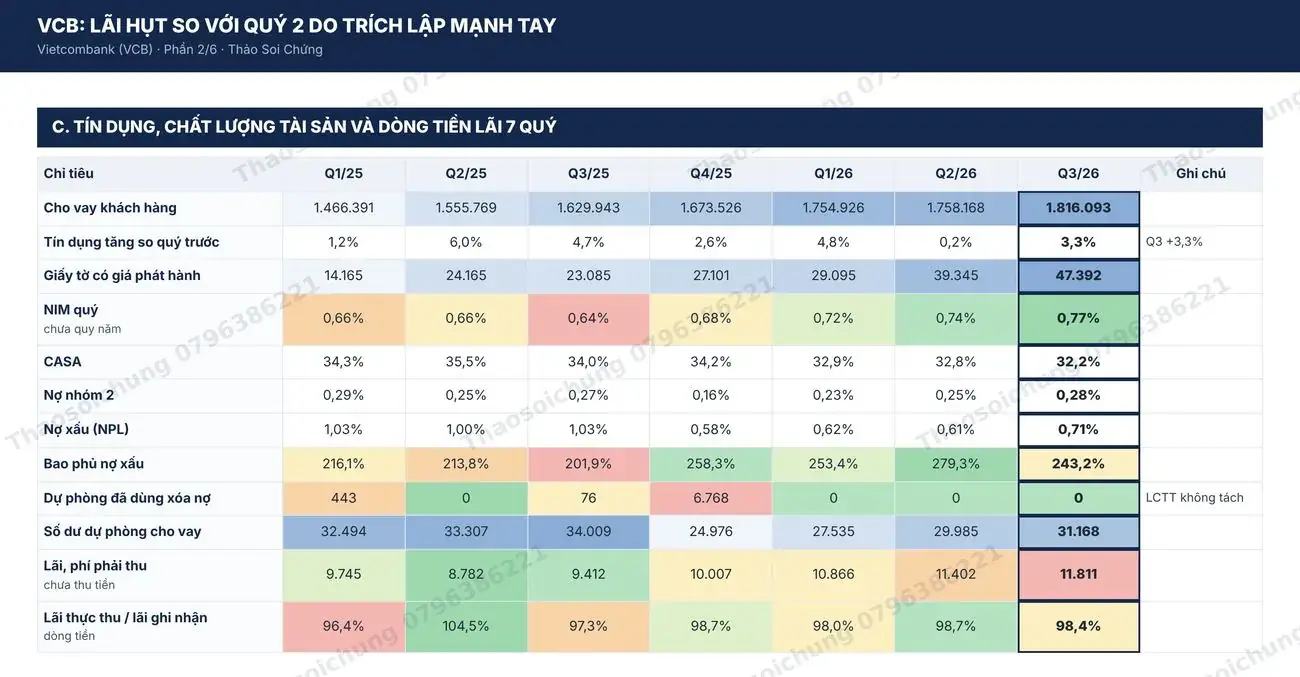 VCB: LÃI HỤT SO VỚI QUÝ 2 DO TRÍCH LẬP MẠNH TAY
Vietcombank (VCB) · Phần 2/6 · Thảo Soi Chứng
C. TÍN DỤNG, CHẤT LƯỢNG TÀI SẢN VÀ DÒNG TIỀN LÃI 7 QUÝ
Chỉ tiêu Q1/25 Q2/25 Q3/25 Q4/25 Q1/26 Q2/26 Q3/26 Ghi chú
Cho vay khách hàng 1.466.391 1.555.769 1.629.943 1.673.526 1.754.926 1.758.168 1.816.093
Tín dụng tăng so quý trước 1,2% 6,0% 4,7% 2,6% 4,8% 0,2% 3,3% Q3 +3,3%
Giấy tờ có giá phát hành 14.165 24.165 23.085 27.101 29.095 39.345 47.392
NIM quý 0,66% 0,66% 0,64% 0,68% 0,72% 0,74% 0,77%
chưa quy năm
CASA 34,3% 35,5% 34,0% 34,2% 32,9% 32,8% 32,2%
Nợ nhóm 2 0,29% 0,25% 0,27% 0,16% 0,23% 0,25% 0,28%
Nợ xấu (NPL) 1,03% 1,00% 1,03% 0,58% 0,62% 0,61% 0,71%
Bao phủ nợ xấu 216,1% 213,8% 201,9% 258,3% 253,4% 279,3% 243,2%
Dự phòng đã dùng xóa nợ 443 0 76 6.768 0 0 0 LCTT không tách
Số dư dự phòng cho vay 32.494 33.307 34.009 24.976 27.535 29.985 31.168
Lãi, phí phải thu 9.745 8.782 9.412 10.007 10.866 11.402 11.811
chưa thu tiền
Lãi thực thu / lãi ghi nhận 96,4% 104,5% 97,3% 98,7% 98,0% 98,7% 98,4%
dòng tiền
Thaosoichung 0796386221